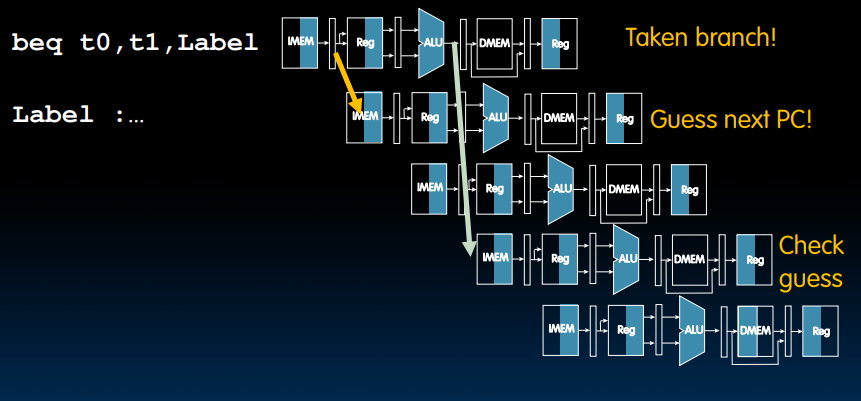 beq t0,t1,Label
IMEM Reg ALU DMEM Reg
Taken branch!
Label :…
IMEM Reg ALU DMEM Reg
Guess next PC!
IMEM Reg ALU DMEM Reg
IMEM Reg ALU DMEM Reg
Check
guess
IMEM Reg ALU DMEM Reg